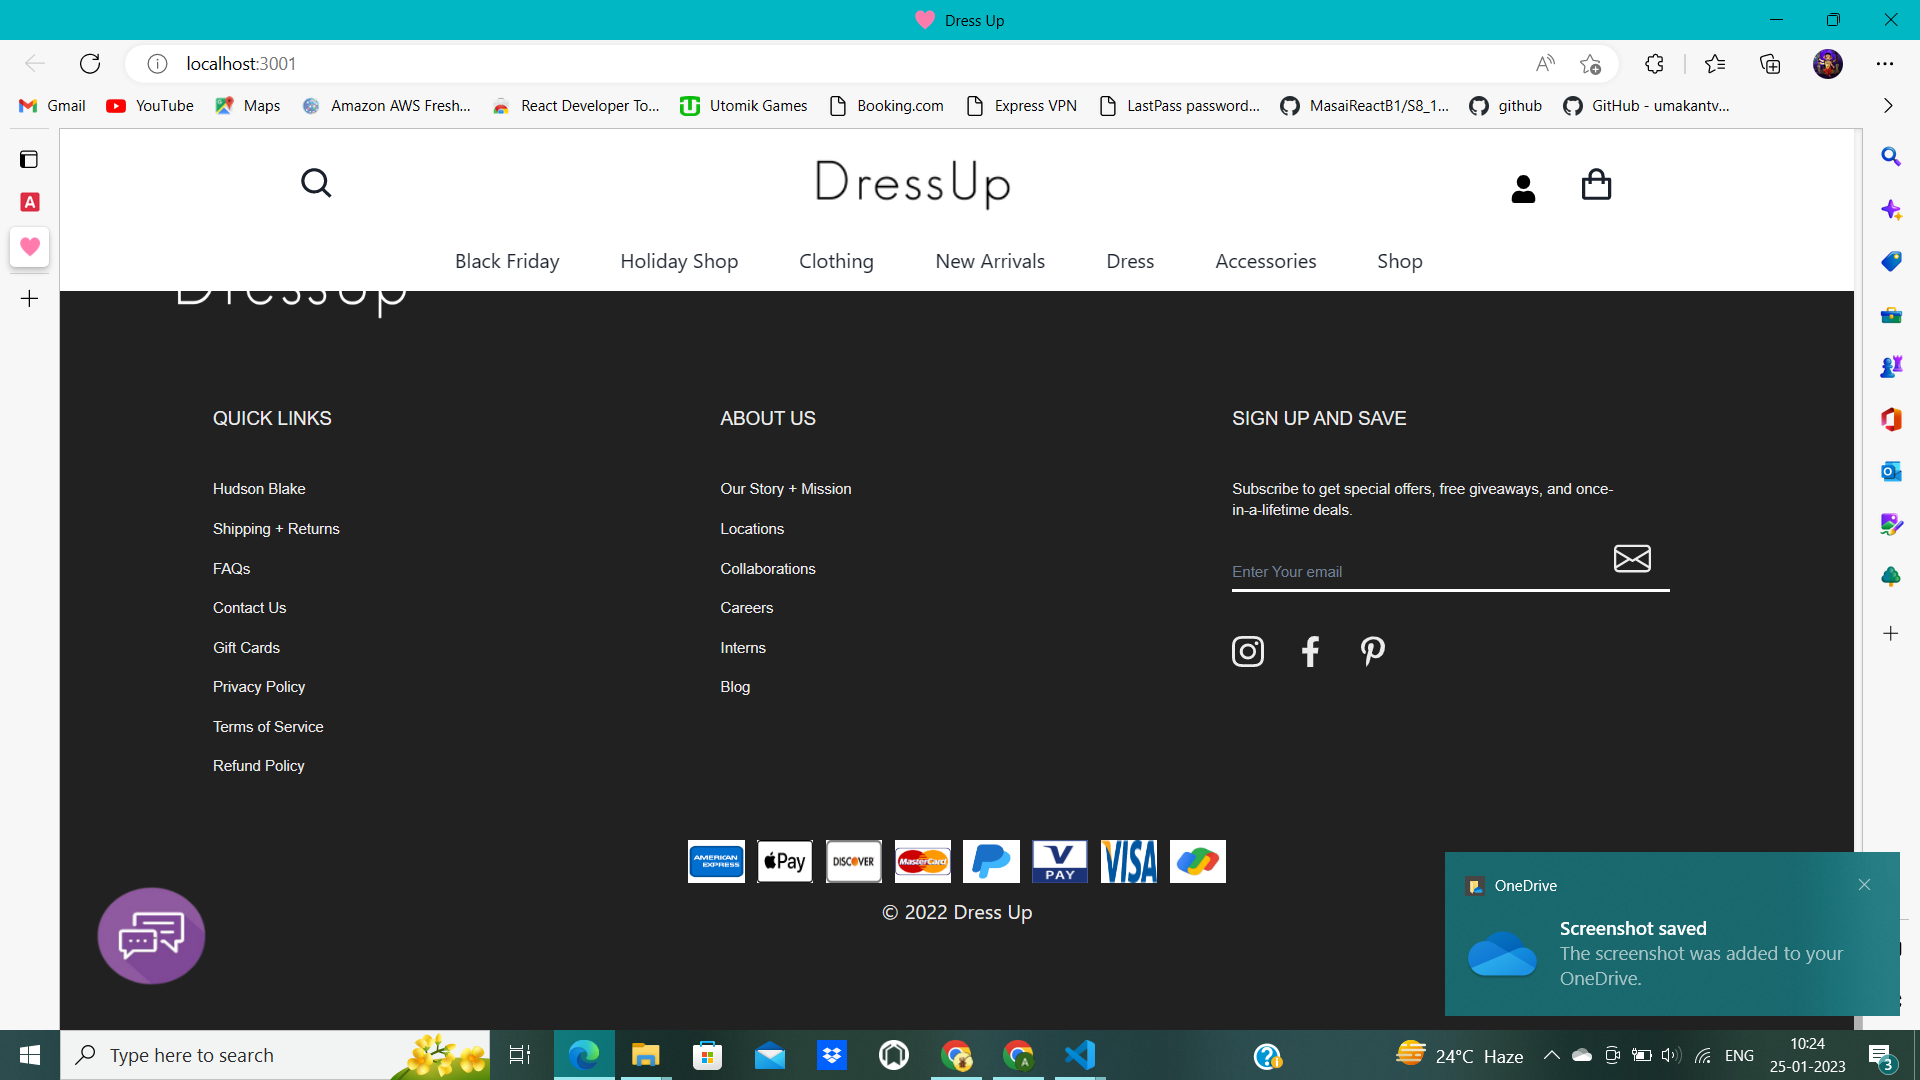 Dress Up
localhost:3001
Gmail
YouTube
Maps
Amazon AWS Fresh...
React Developer To...
Utomik Games
Booking.com
Express VPN
LastPass password...
MasaiReactB1/S8_1...
github
GitHub - umakantv...
DressUp
Black Friday
Holiday Shop
Clothing
New Arrivals
Dress
Accessories
Shop
DressUp
QUICK LINKS
Hudson Blake
Shipping + Returns
FAQs
Contact Us
Gift Cards
Privacy Policy
Terms of Service
Refund Policy
ABOUT US
Our Story + Mission
Locations
Collaborations
Careers
Interns
Blog
SIGN UP AND SAVE
Subscribe to get special offers, free giveaways, and once-
in-a-lifetime deals.
Enter Your email
AMERICAN
EXPRESS
Pay
DISCOVER
MasterCard
V
PAY
VISA
© 2022 Dress Up
OneDrive
Screenshot saved
The screenshot was added to your
OneDrive.
Type here to search
24°C Haze
ENG
10:24
25-01-2023
3